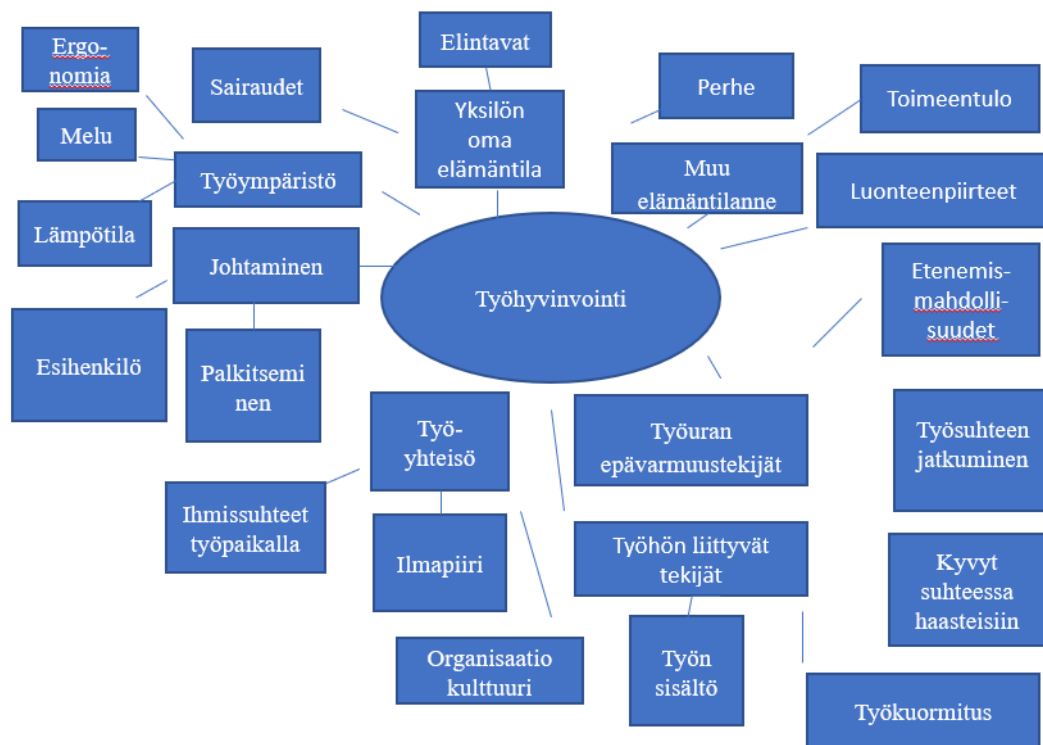 Ergo-
nomia
Sairaudet
Elintavat
Perhe
Toimeentulo
Melu
Yksilön
oma
elämäntila
Työympäristö
Muu
elämäntilanne
Luonteenpiirteet
Lämpötila
Johtaminen
Työhyvinvointi
Etenemis-
mahdolli-
suudet
Esihenkilö
Palkitsemi
nen
Työ-
yhteisö
Työuran
epävarmuustekijät
Työsuhteen
jatkuminen
Ihmissuhteet
työpaikalla
Ilmapiiri
Työhön liittyvät
tekijät
Kyvyt
suhteessa
haasteisiin
Organisaatio
kulttuuri
Työn
sisältö
Työkuormitus